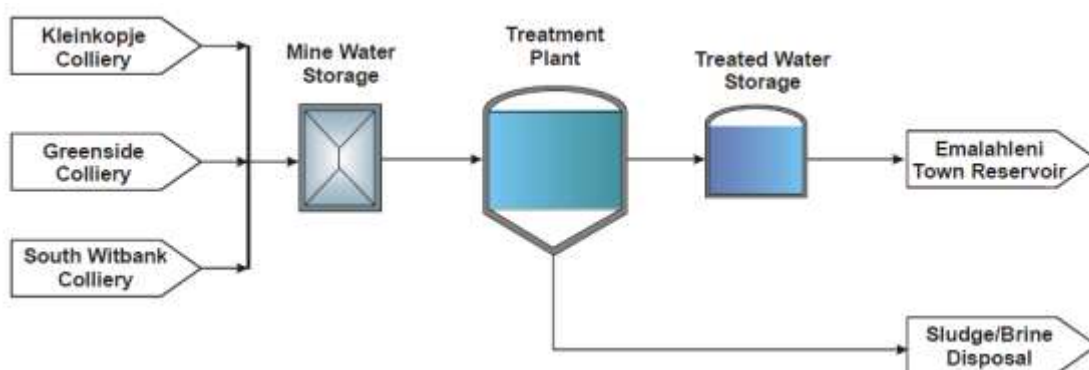 Kleinkopje
Colliery
Mine Water
Storage
Treatment
Plant
Treated Water
Storage
Greenside
Colliery
Emalahleni
Town Reservoir
South Witbank
Colliery
Sludge/Brine
Disposal